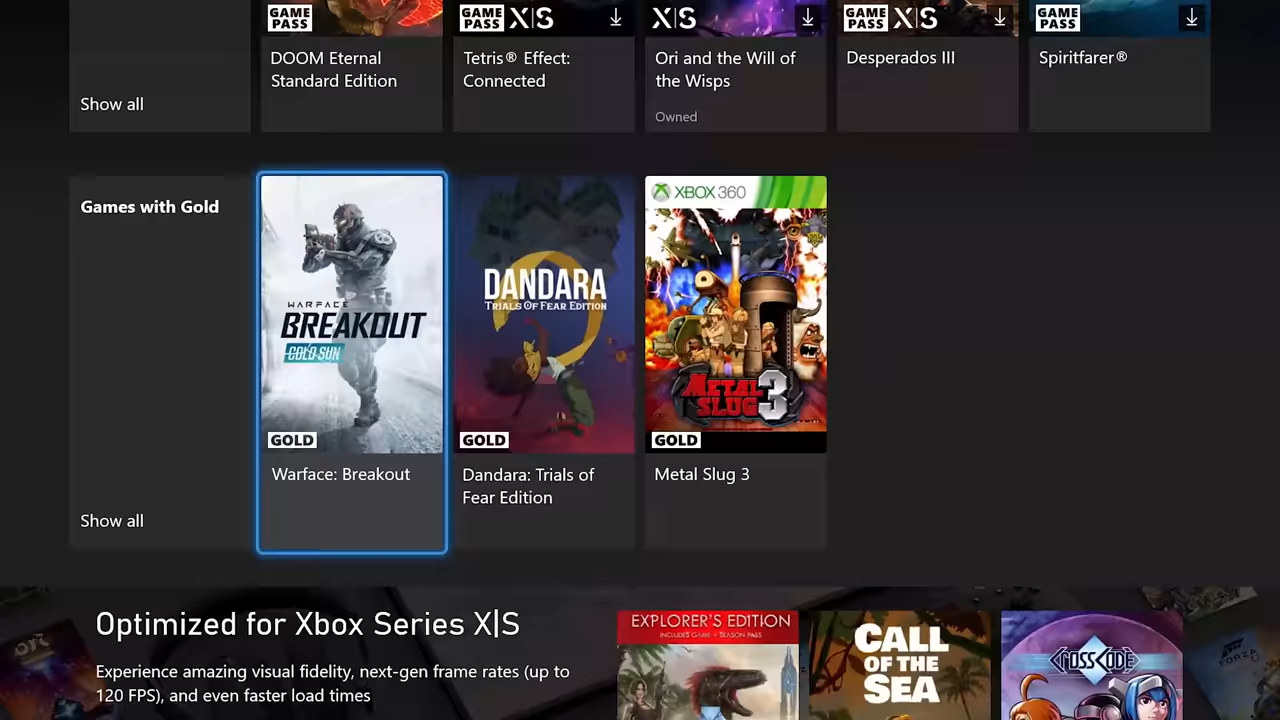 GAME PASS
GAME PASS X|S
X|S
GAME PASS X|S
GAME PASS
DOOM Eternal
Standard Edition
Tetris® Effect:
Connected
Ori and the Will of
the Wisps
Owned
Desperados III
Spiritfarer®
Show all
Games with Gold
WARFACE
BREAKOUT
COLD SUN
GOLD
Warface: Breakout
DANDARA
TRIALS OF FEAR EDITION
GOLD
Dandara: Trials of
Fear Edition
XBOX 360
METAL
SLUG 3
GOLD
Metal Slug 3
Show all
Optimized for Xbox Series X|S
Experience amazing visual fidelity, next-gen frame rates (up to
120 FPS), and even faster load times
EXPLORER'S EDITION
INCLUDES GAME + SEASON PASS
CALL
OF THE
SEA
CROSSCODE
FORZA